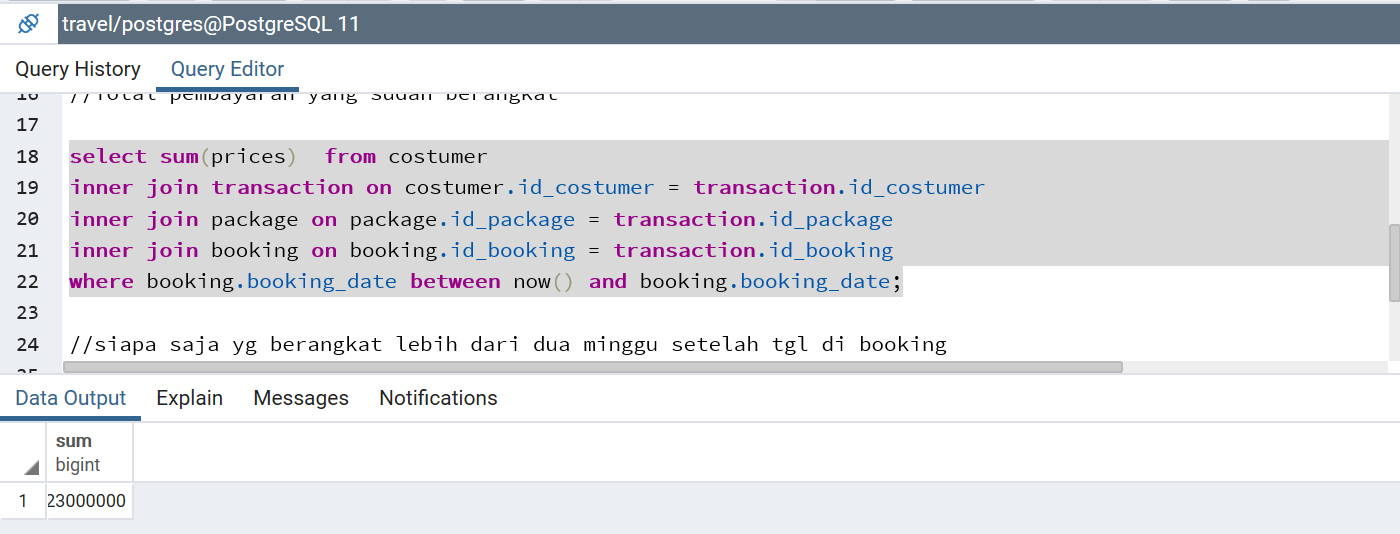 travel/postgres@PostgreSQL 11
Query History Query Editor
16 //Total pembayaran yang sudah berangkat
17
18 select sum(prices)  from costumer
19 inner join transaction on costumer.id_costumer = transaction.id_costumer
20 inner join package on package.id_package = transaction.id_package
21 inner join booking on booking.id_booking = transaction.id_booking
22 where booking.booking_date between now() and booking.booking_date;
23
24 //siapa saja yg berangkat lebih dari dua minggu setelah tgl di booking
25
Data Output Explain Messages Notifications
sum
bigint
1 23000000